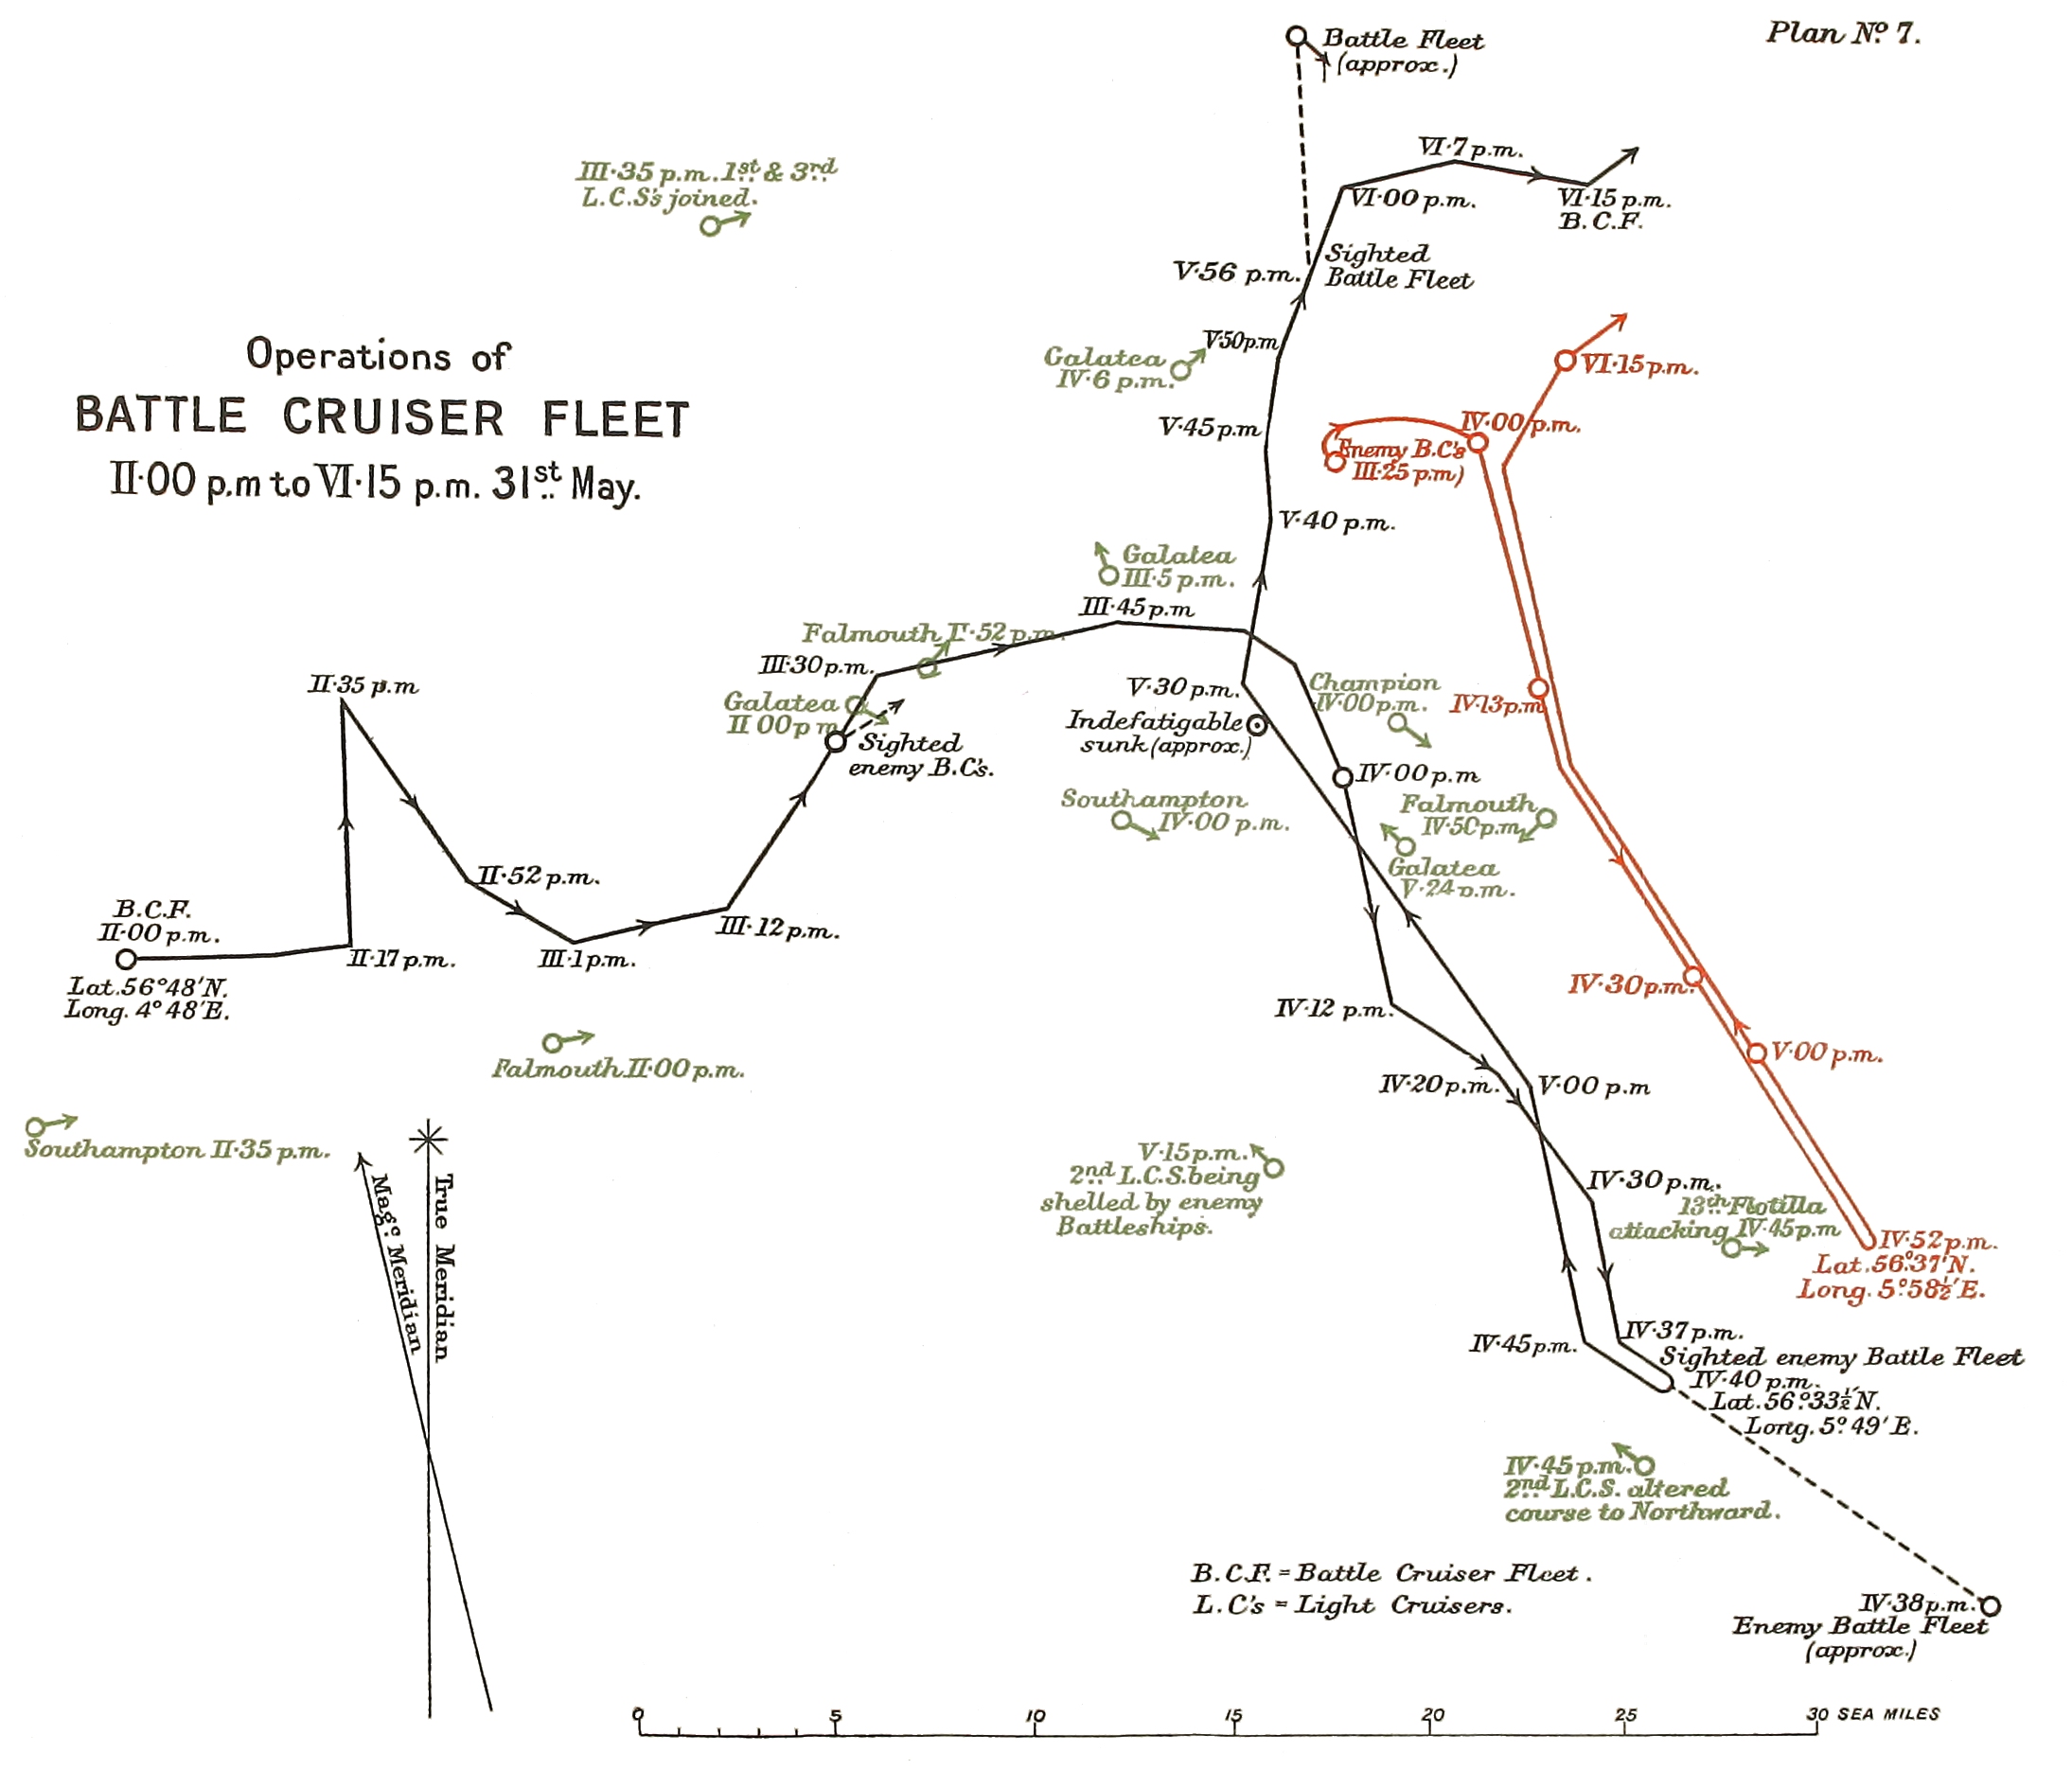 Plan No. 7.
Battle Fleet
(approx.)
VI·7 p.m.
III·35 p.m. 1st & 3rd
L.C.S's joined.
VI·00 p.m.
VI·15 p.m.
B.C.F.
Sighted
Battle Fleet
V·56 p.m.
Operations of
BATTLE CRUISER FLEET
II·00 p.m to VI·15 p.m. 31st May.
V·50 p.m
Galatea
IV·6 p.m.
VI·15 p.m.
V·45 p.m
IV·00 p.m.
Enemy B.C's
III·25 p.m)
V·40 p.m.
Galatea
III·5 p.m.
III·45 p.m
Falmouth ·52 p.m.
III·30 p.m.
II·35 p.m
Galatea
II 00 p m
V·30 p.m.
Champion
IV·00 p.m.
IV·13 p.m
Indefatigable
sunk (approx.)
Sighted
enemy B.C's.
IV·00 p.m
Southampton
IV·00 p.m.
Falmouth
IV·50 p.m
Galatea
V·24 p.m.
II·52 p.m.
B.C.F.
II·00 p.m.
III·12 p.m.
II·17 p.m.
III·1 p.m.
Lat. 56° 48' N.
Long. 4° 48' E.
IV·30 p.m.
IV·12 p.m.
V·00 p.m.
Falmouth II·00 p.m.
IV·20 p.m.
V·00 p.m
Southampton II·35 p.m.
Mag.c Meridian
True Meridian
V·15 p.m.
2nd L.C.S. being
shelled by enemy
Battleships.
IV·30 p.m.
13th Flotilla
attacking IV·45 p.m
IV·52 p.m.
Lat. 56° 37' N.
Long. 5° 58½' E.
IV·45 p.m.
IV·37 p.m.
Sighted enemy Battle Fleet
IV·40 p.m.
Lat. 56° 33½' N.
Long. 5° 49' E.
IV·45 p.m.
2nd L.C.S. altered
course to Northward.
B.C.F. = Battle Cruiser Fleet.
L.C's = Light Cruisers.
IV·38 p.m.
Enemy Battle Fleet
(approx.)
0 5 10 15 20 25 30 SEA MILES